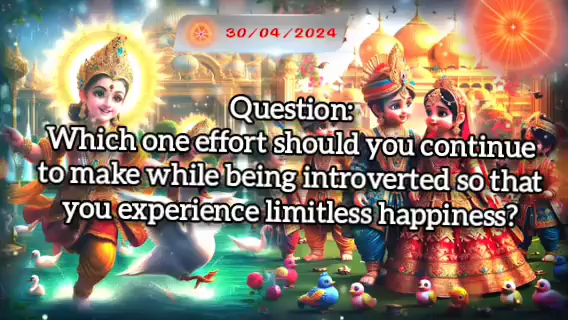 30/04/2024
Question:
Which one effort should you continue
to make while being introverted so that
you experience limitless happiness?